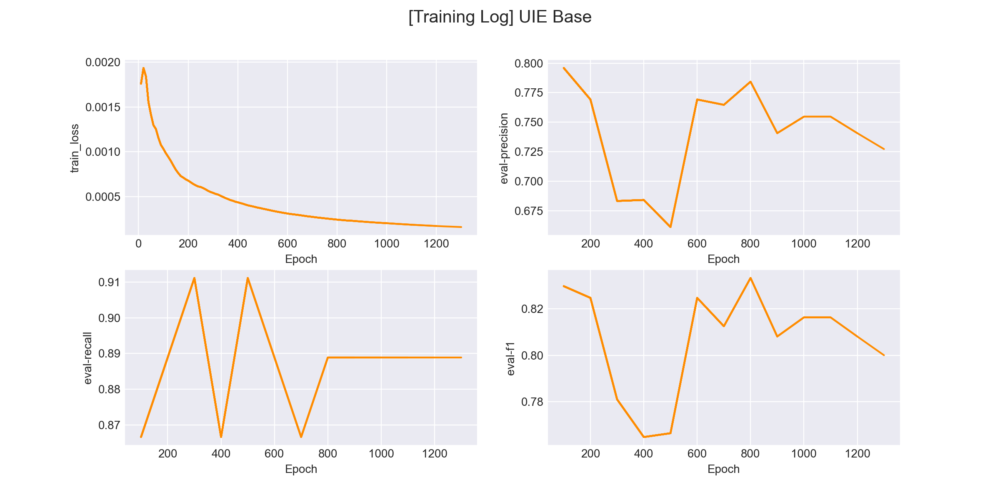 [Training Log] UIE Base
0.0020
0.0015
0.0010
0.0005
train_loss
0 200 400 600 800 1000 1200
Epoch
0.800
0.775
0.750
0.725
0.700
0.675
eval-precision
200 400 600 800 1000 1200
Epoch
0.91
0.90
0.89
0.88
0.87
eval-recall
200 400 600 800 1000 1200
Epoch
0.82
0.80
0.78
eval-f1
200 400 600 800 1000 1200
Epoch